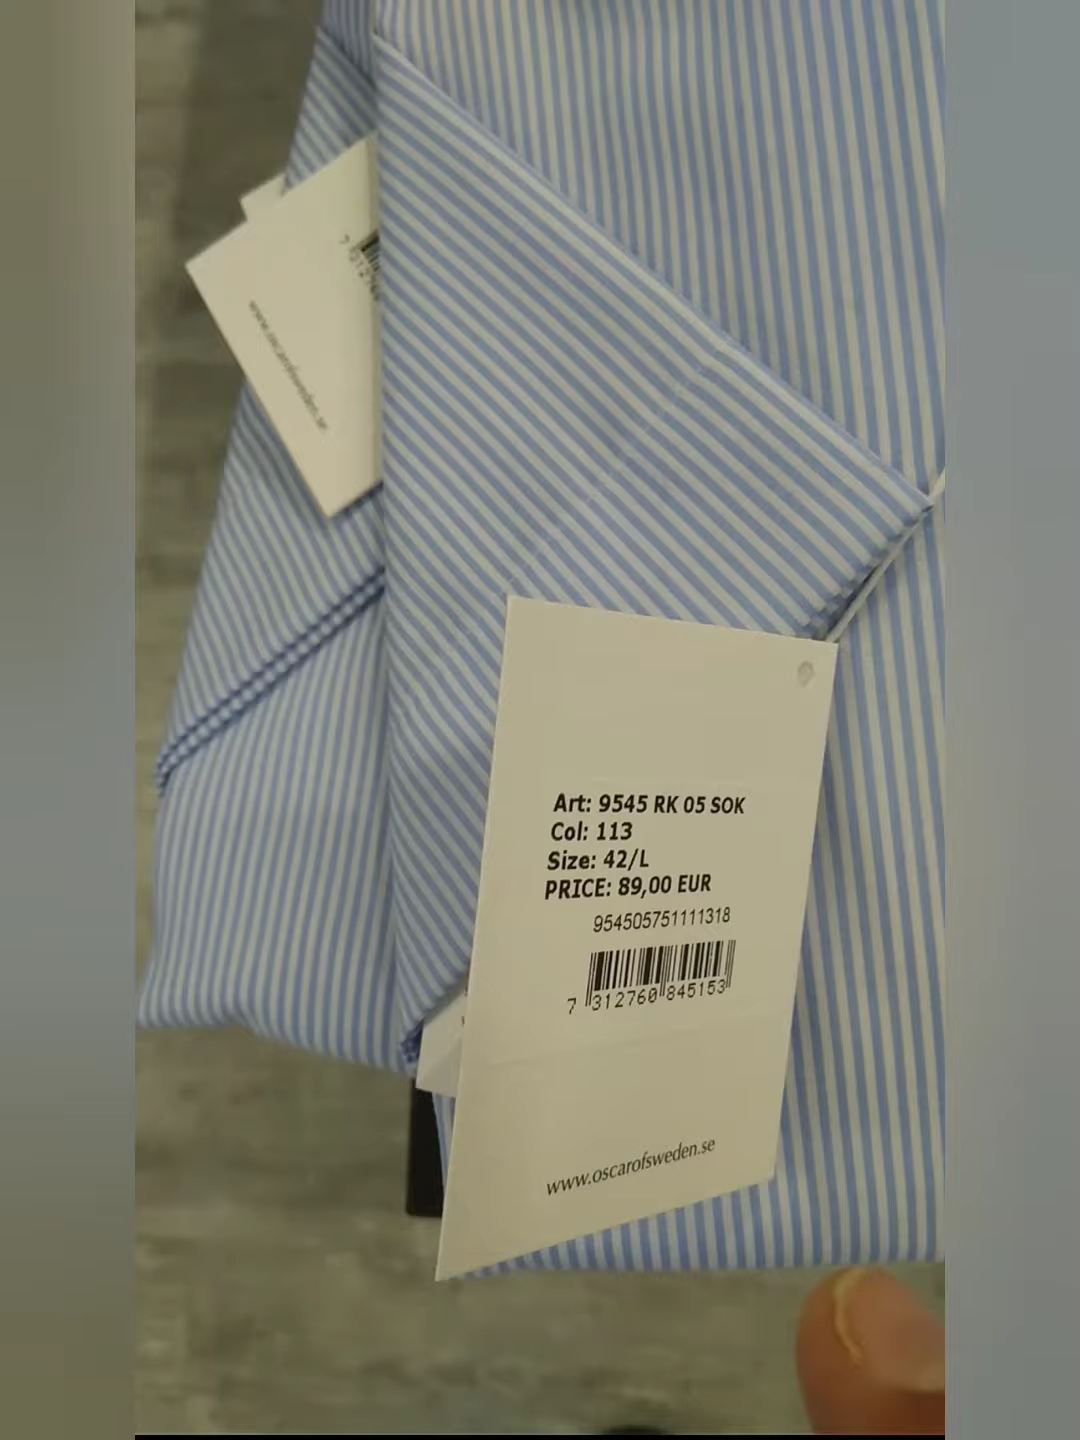 www.oscarofsweden.se
Art: 9545 RK 05 SOK
Col: 113
Size: 42/L
PRICE: 89,00 EUR
954505751111318
7 312760 845153
www.oscarofsweden.se